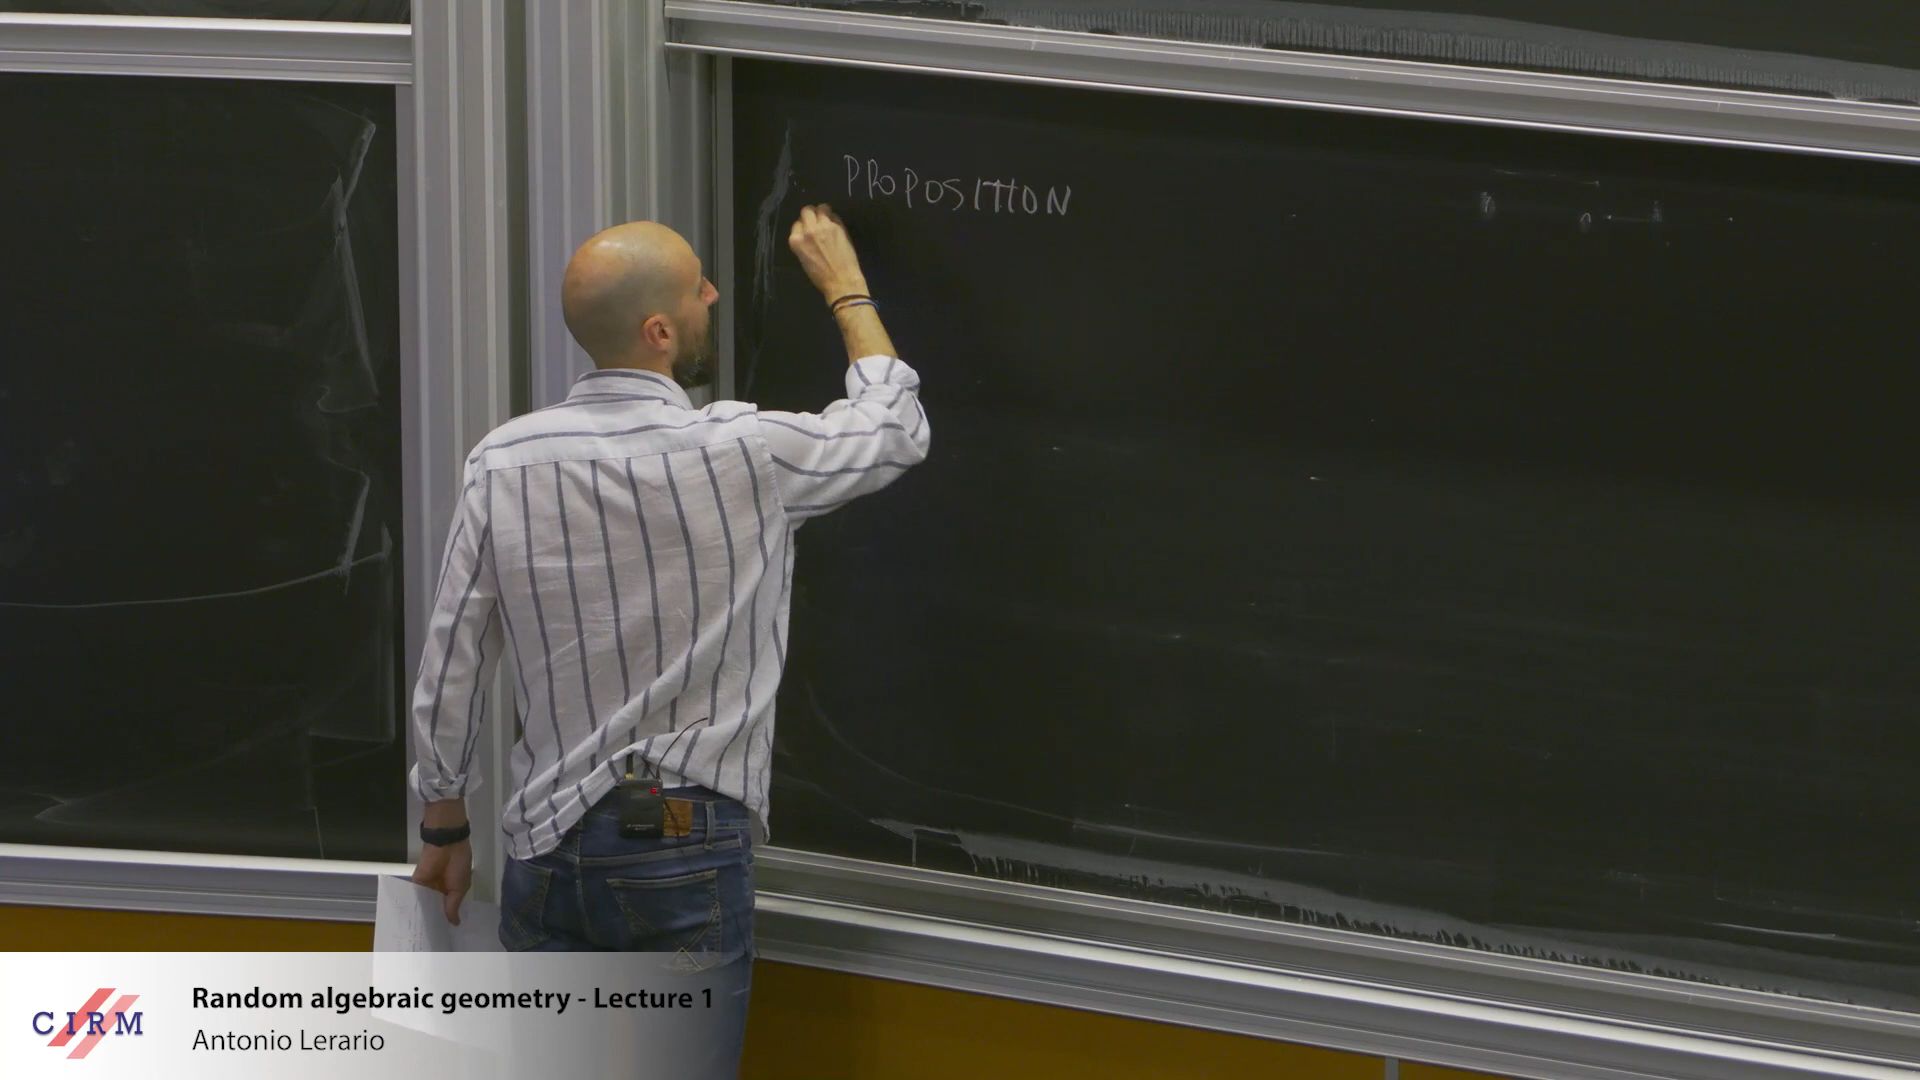 PROPOSITION
CIRM
Random algebraic geometry - Lecture 1
Antonio Lerario